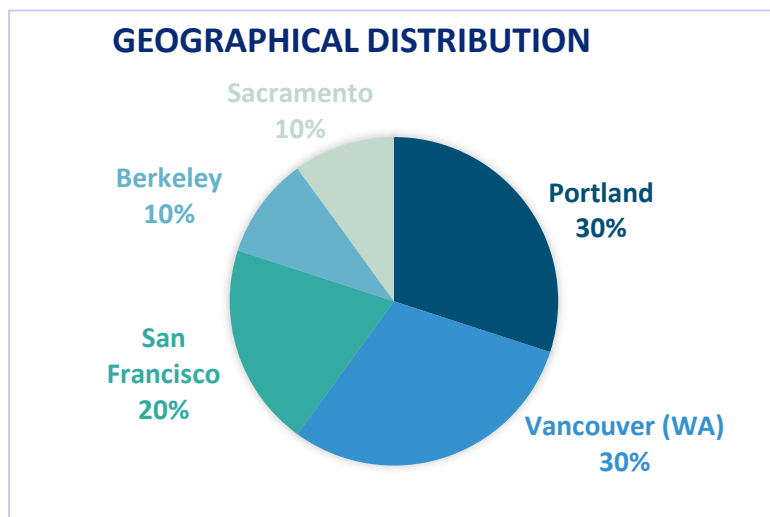 GEOGRAPHICAL DISTRIBUTION
Sacramento
10%
Berkeley
10%
Portland
30%
San
Francisco
20%
Vancouver (WA)
30%